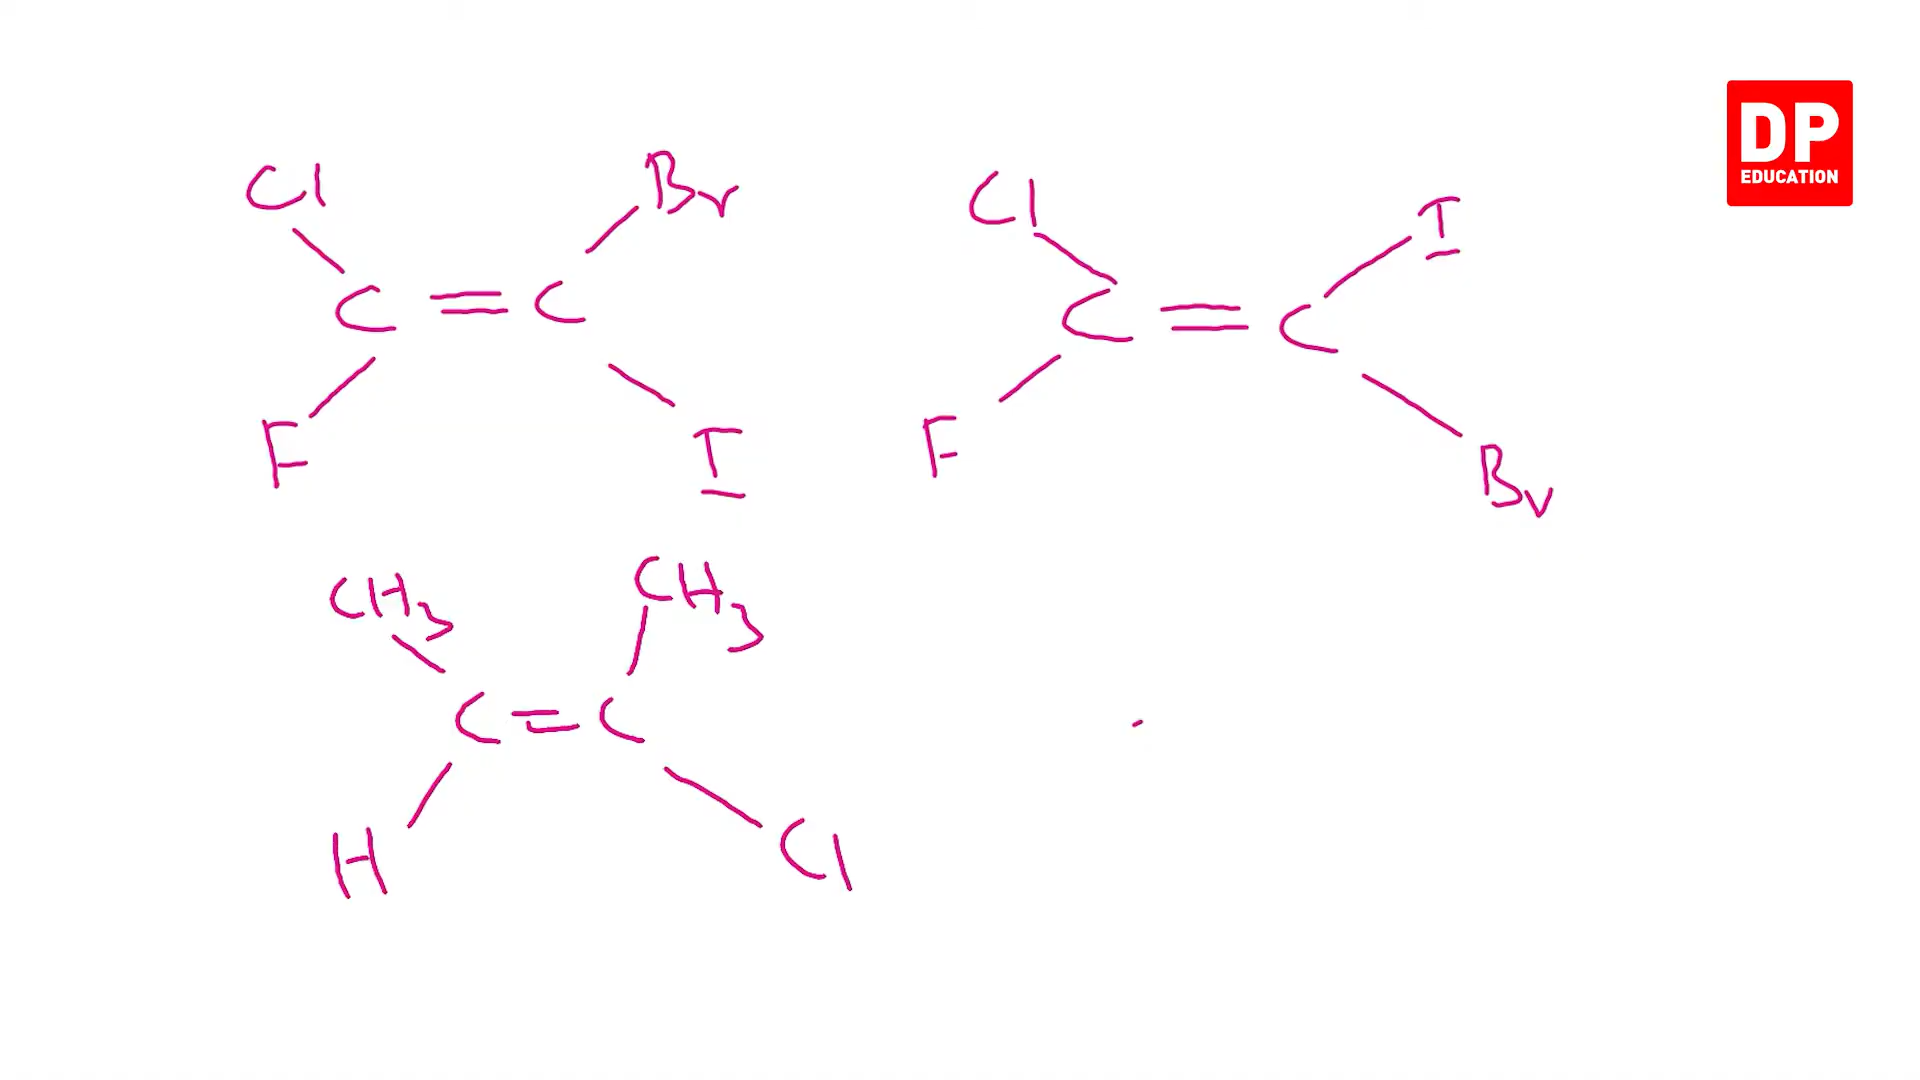 Cl Br
C = C
F I
Cl I
C = C
F Br
CH3 CH3
C = C
H Cl
DP
EDUCATION